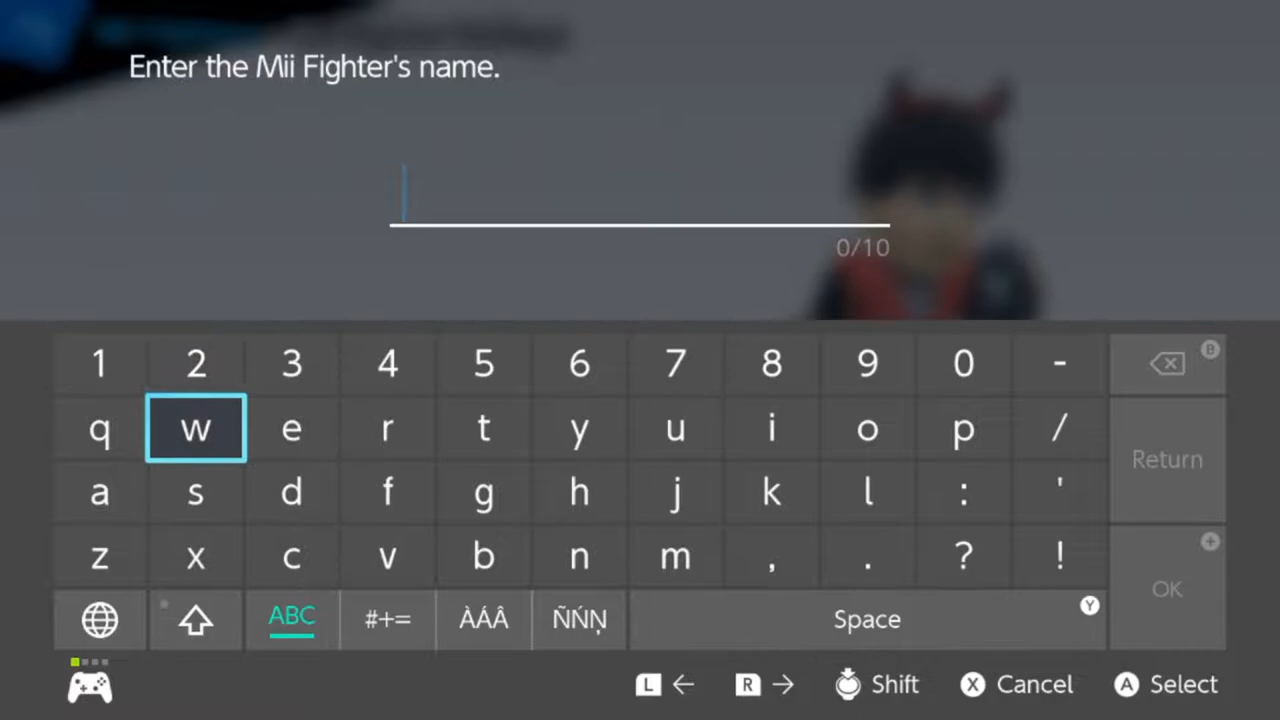 Enter the Mii Fighter's name.
0/10
1 2 3 4 5 6 7 8 9 0 - B
q w e r t y u i o p / Return
a s d f g h j k l : '
z x c v b n m , . ? ! + OK
ABC #+= ÀÁÂ ÑŃŅ Space Y
L ← R → Shift X Cancel A Select